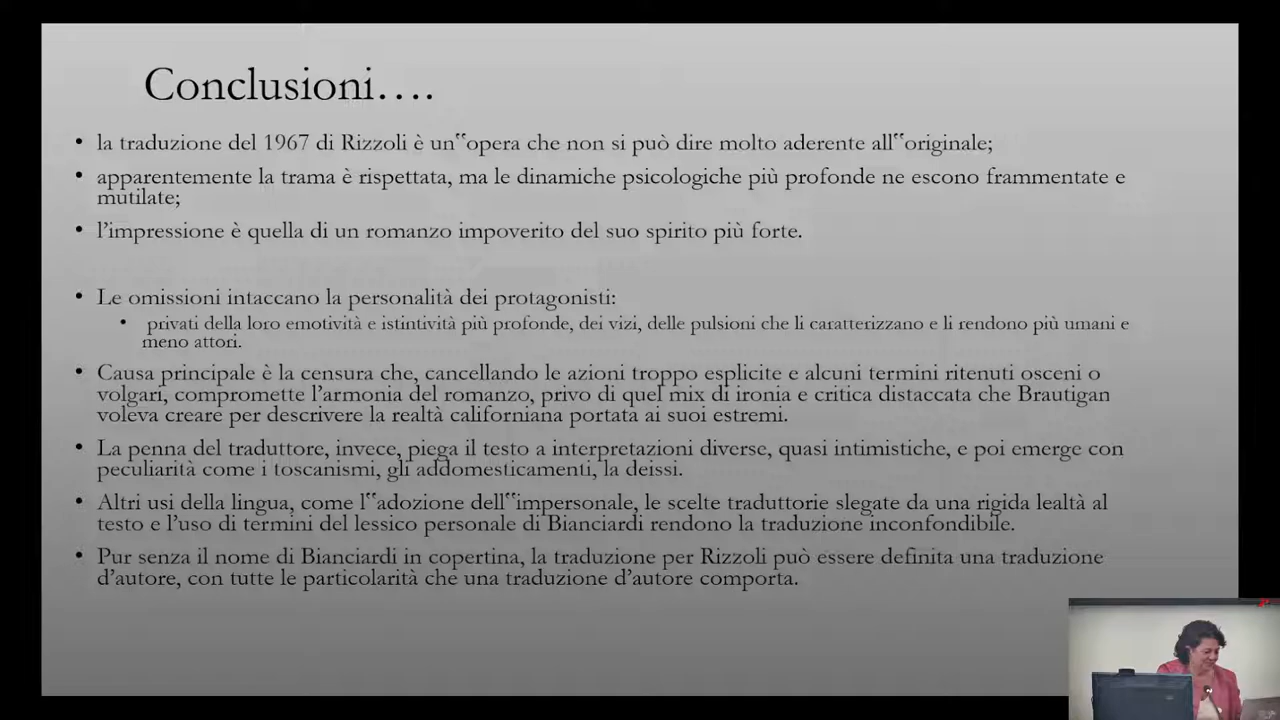 Conclusioni….
• la traduzione del 1967 di Rizzoli è un‟opera che non si può dire molto aderente all‟originale;
• apparentemente la trama è rispettata, ma le dinamiche psicologiche più profonde ne escono frammentate e
mutilate;
• l’impressione è quella di un romanzo impoverito del suo spirito più forte.
• Le omissioni intaccano la personalità dei protagonisti:
• privati della loro emotività e istintività più profonde, dei vizi, delle pulsioni che li caratterizzano e li rendono più umani e
meno attori.
• Causa principale è la censura che, cancellando le azioni troppo esplicite e alcuni termini ritenuti osceni o
volgari, compromette l’armonia del romanzo, privo di quel mix di ironia e critica distaccata che Brautigan
voleva creare per descrivere la realtà californiana portata ai suoi estremi.
• La penna del traduttore, invece, piega il testo a interpretazioni diverse, quasi intimistiche, e poi emerge con
peculiarità come i toscanismi, gli addomesticamenti, la deissi.
• Altri usi della lingua, come l‟adozione dell‟impersonale, le scelte traduttorie slegate da una rigida lealtà al
testo e l’uso di termini del lessico personale di Bianciardi rendono la traduzione inconfondibile.
• Pur senza il nome di Bianciardi in copertina, la traduzione per Rizzoli può essere definita una traduzione
d’autore, con tutte le particolarità che una traduzione d’autore comporta.